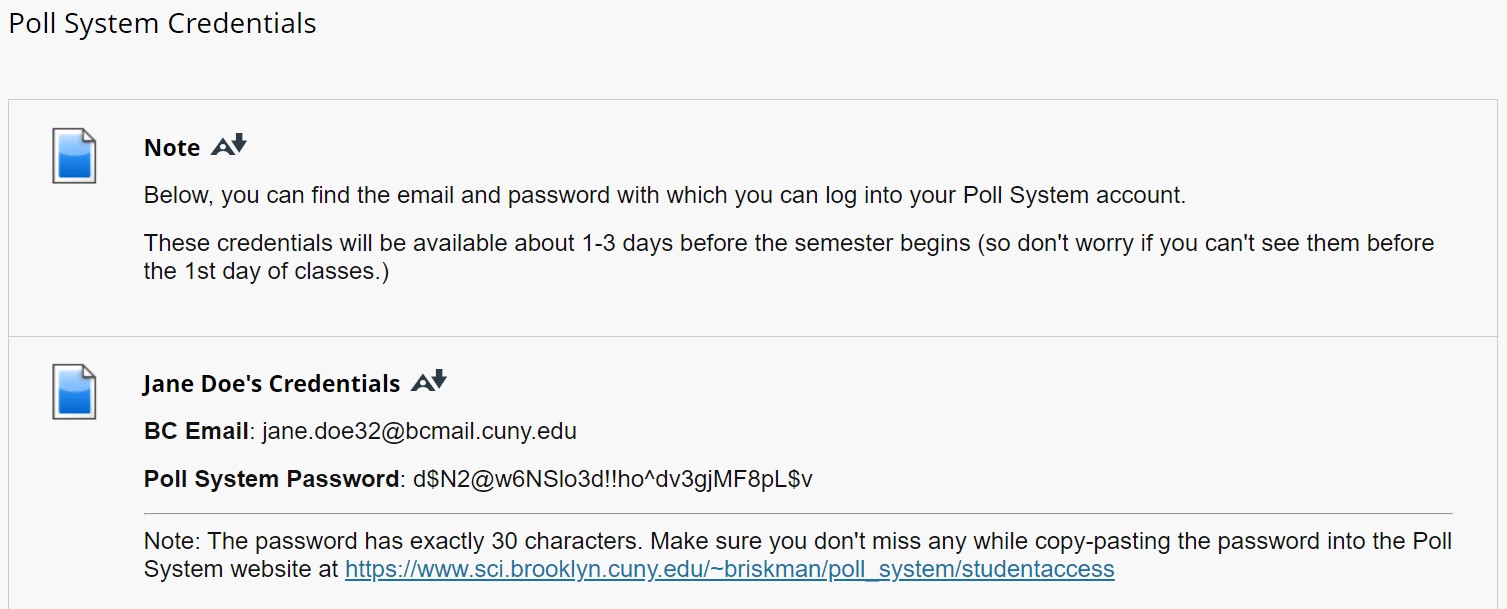 Poll System Credentials
Note
Below, you can find the email and password with which you can log into your Poll System account.
These credentials will be available about 1-3 days before the semester begins (so don't worry if you can't see them before
the 1st day of classes.)
Jane Doe's Credentials
BC Email: jane.doe32@bcmail.cuny.edu
Poll System Password: d$N2@w6NSlo3d!!ho^dv3gjMF8pL$v
Note: The password has exactly 30 characters. Make sure you don't miss any while copy-pasting the password into the Poll
System website at https://www.sci.brooklyn.cuny.edu/~briskman/poll_system/studentaccess